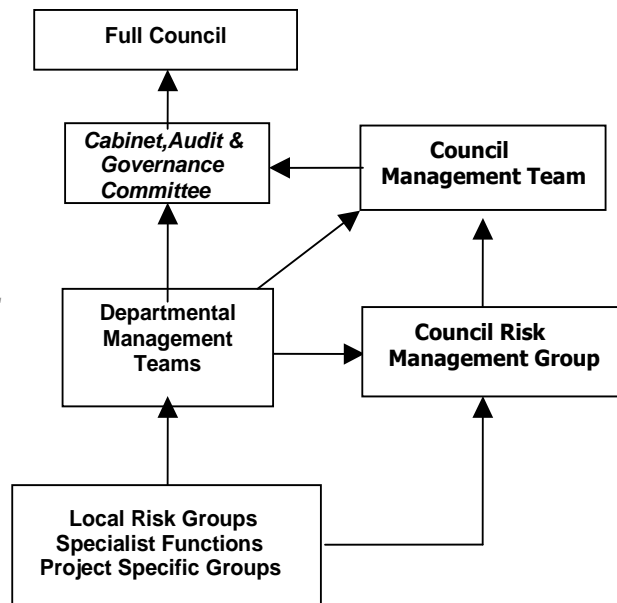 Full Council
Cabinet,Audit &
Governance
Committee
Council
Management Team
Departmental
Management
Teams
Council Risk
Management Group
Local Risk Groups
Specialist Functions
Project Specific Groups